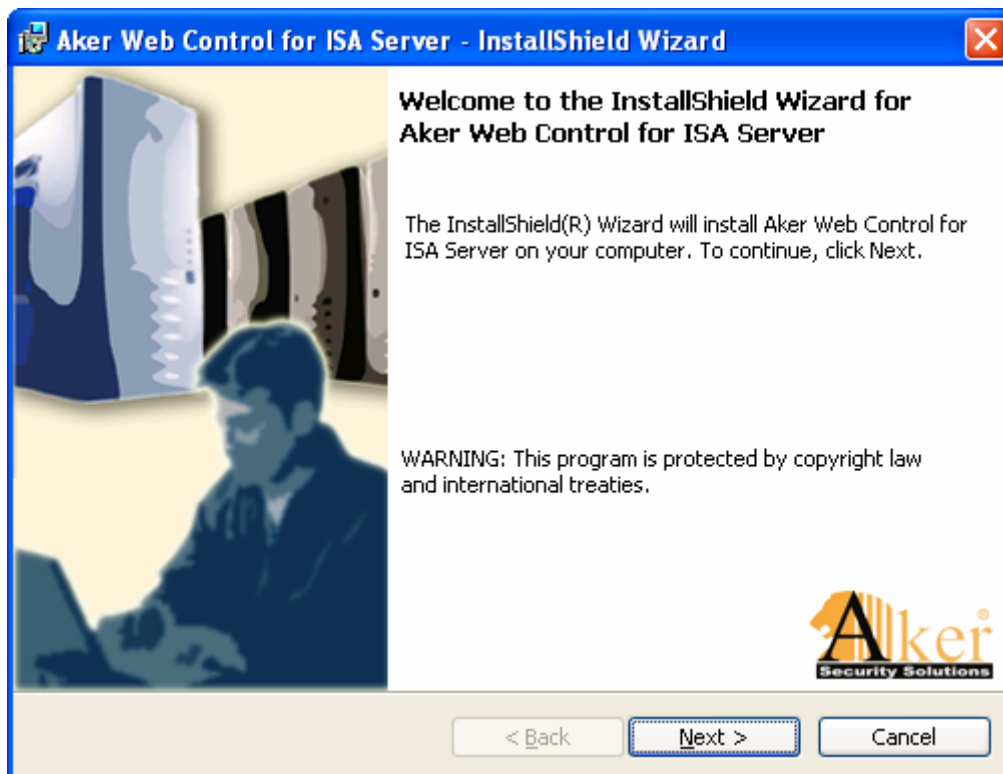 Aker Web Control for ISA Server - InstallShield Wizard
Welcome to the InstallShield Wizard for
Aker Web Control for ISA Server
The InstallShield(R) Wizard will install Aker Web Control for
ISA Server on your computer. To continue, click Next.
WARNING: This program is protected by copyright law
and international treaties.
Aker®
Security Solutions
< Back
Next >
Cancel